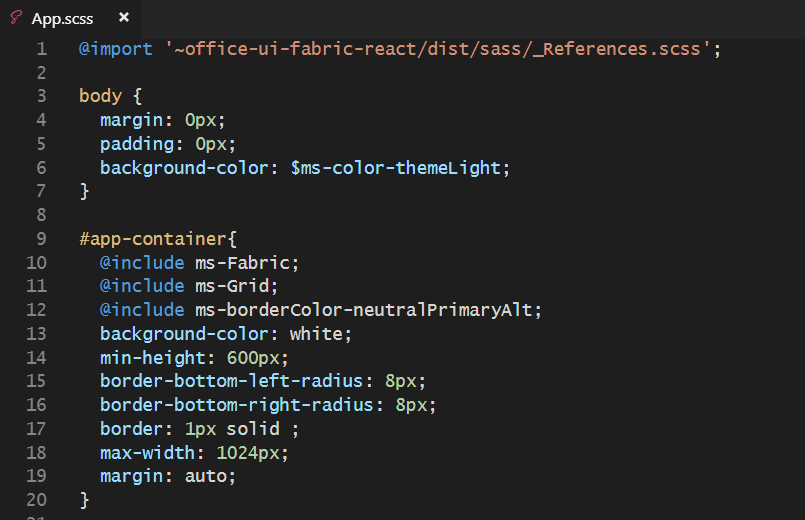 App.scss ×
1 @import '~office-ui-fabric-react/dist/sass/_References.scss';
2
3 body {
4   margin: 0px;
5   padding: 0px;
6   background-color: $ms-color-themeLight;
7 }
8
9 #app-container{
10   @include ms-Fabric;
11   @include ms-Grid;
12   @include ms-borderColor-neutralPrimaryAlt;
13   background-color: white;
14   min-height: 600px;
15   border-bottom-left-radius: 8px;
16   border-bottom-right-radius: 8px;
17   border: 1px solid ;
18   max-width: 1024px;
19   margin: auto;
20 }